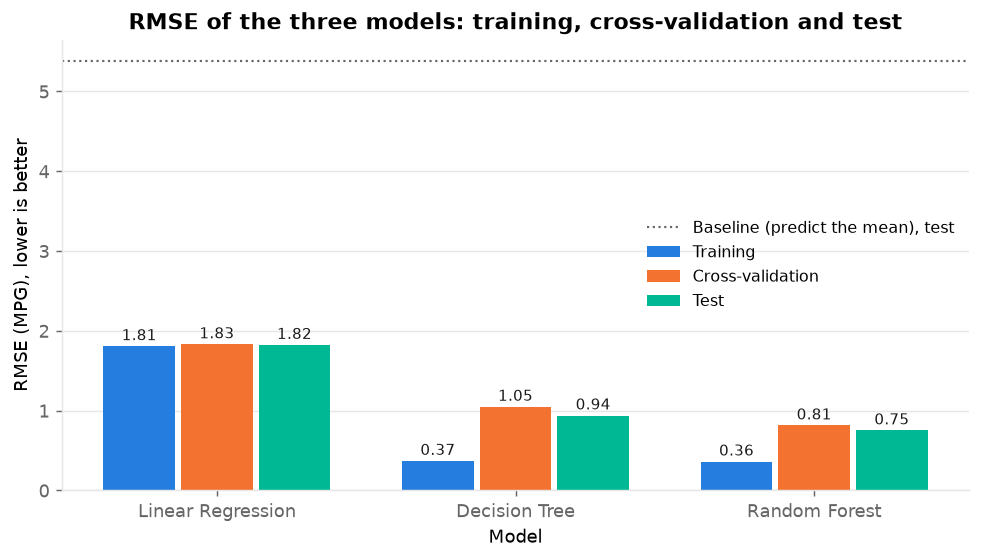 RMSE of the three models: training, cross-validation and test
RMSE (MPG), lower is better
5
4
3
2
1
0
Baseline (predict the mean), test
Training
Cross-validation
Test
1.81
1.83
1.82
0.37
1.05
0.94
0.36
0.81
0.75
Linear Regression
Decision Tree
Random Forest
Model